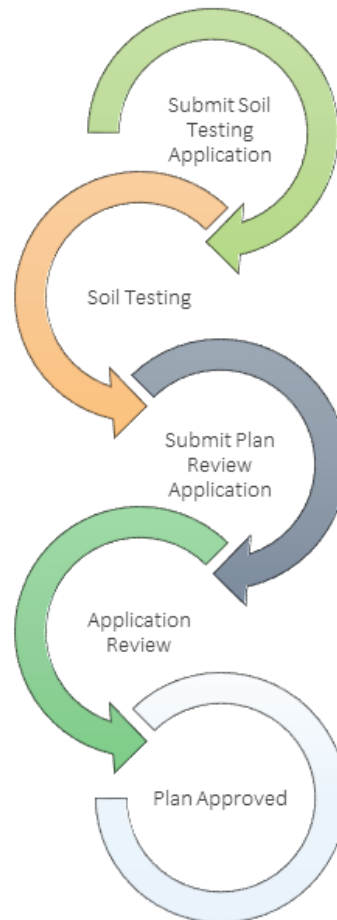 Submit Soil
Testing
Application
Soil Testing
Submit Plan
Review
Application
Application
Review
Plan Approved